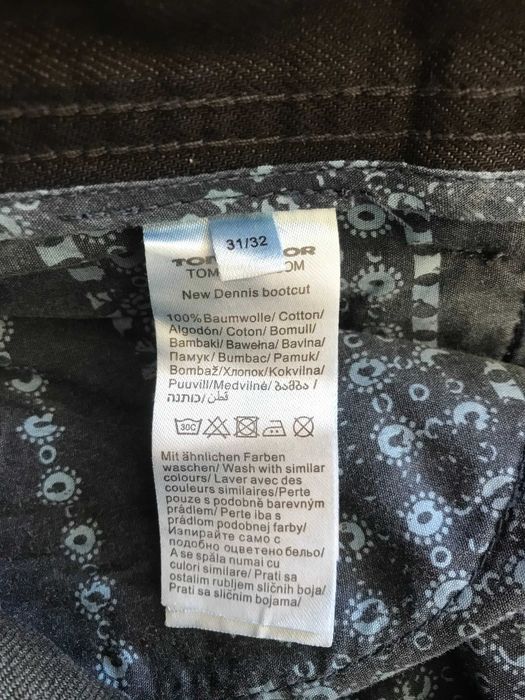 31/32
New Dennis bootcut
100% Baumwolle/ Cotton/
Algodón/ Coton/ Bomull/
Bambaki/ Bawełna/ Bavlna/
Памук/ Bumbac/ Pamuk/
Bombaž/ Хлопок/ Kokvilna/
Puuvill/ Medvilnė/ ბამბა /
قطن/ כותנה/
30C
Mit ähnlichen Farben
waschen/ Wash with similar
colours/ Laver avec des
couleurs similaires/ Perte
pouze s podobně barevným
prádlem/ Perte iba s
prádlom podobnej farby/
Изпирайте само с
подобно оцветено бельо/
A se spăla numai cu
culori similare/ Prati sa
ostalim rubljem sličnih boja/
Prati sa sličnim bojama/